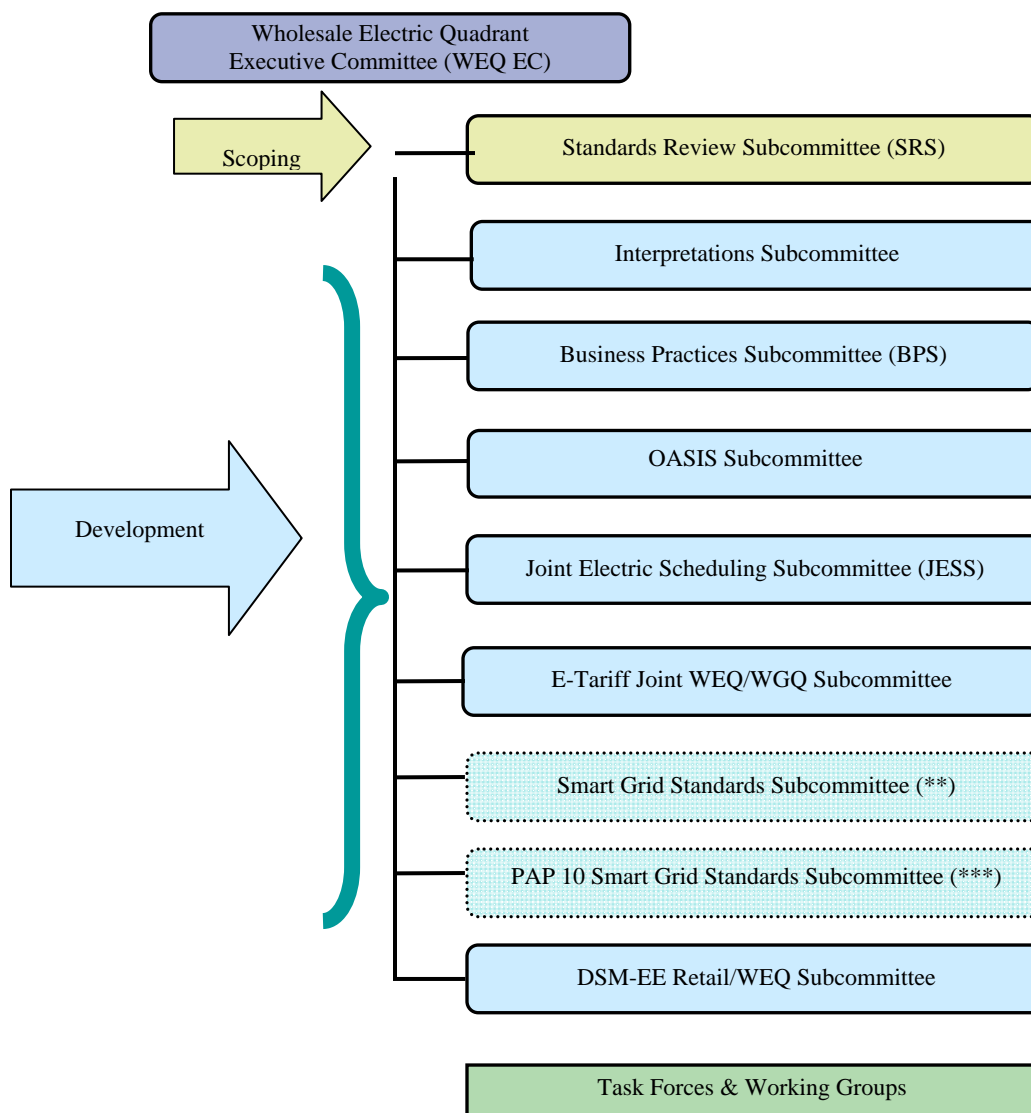 Wholesale Electric Quadrant
Executive Committee (WEQ EC)
Scoping
Standards Review Subcommittee (SRS)
Interpretations Subcommittee
Business Practices Subcommittee (BPS)
OASIS Subcommittee
Development
Joint Electric Scheduling Subcommittee (JESS)
E-Tariff Joint WEQ/WGQ Subcommittee
Smart Grid Standards Subcommittee (**)
PAP 10 Smart Grid Standards Subcommittee (***)
DSM-EE Retail/WEQ Subcommittee
Task Forces & Working Groups